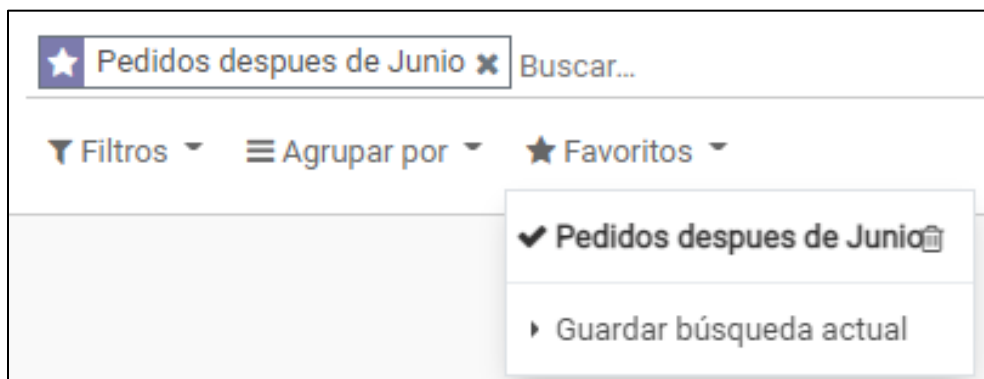 Pedidos despues de Junio Buscar...
Filtros Agrupar por Favoritos
Pedidos despues de Junio
Guardar búsqueda actual